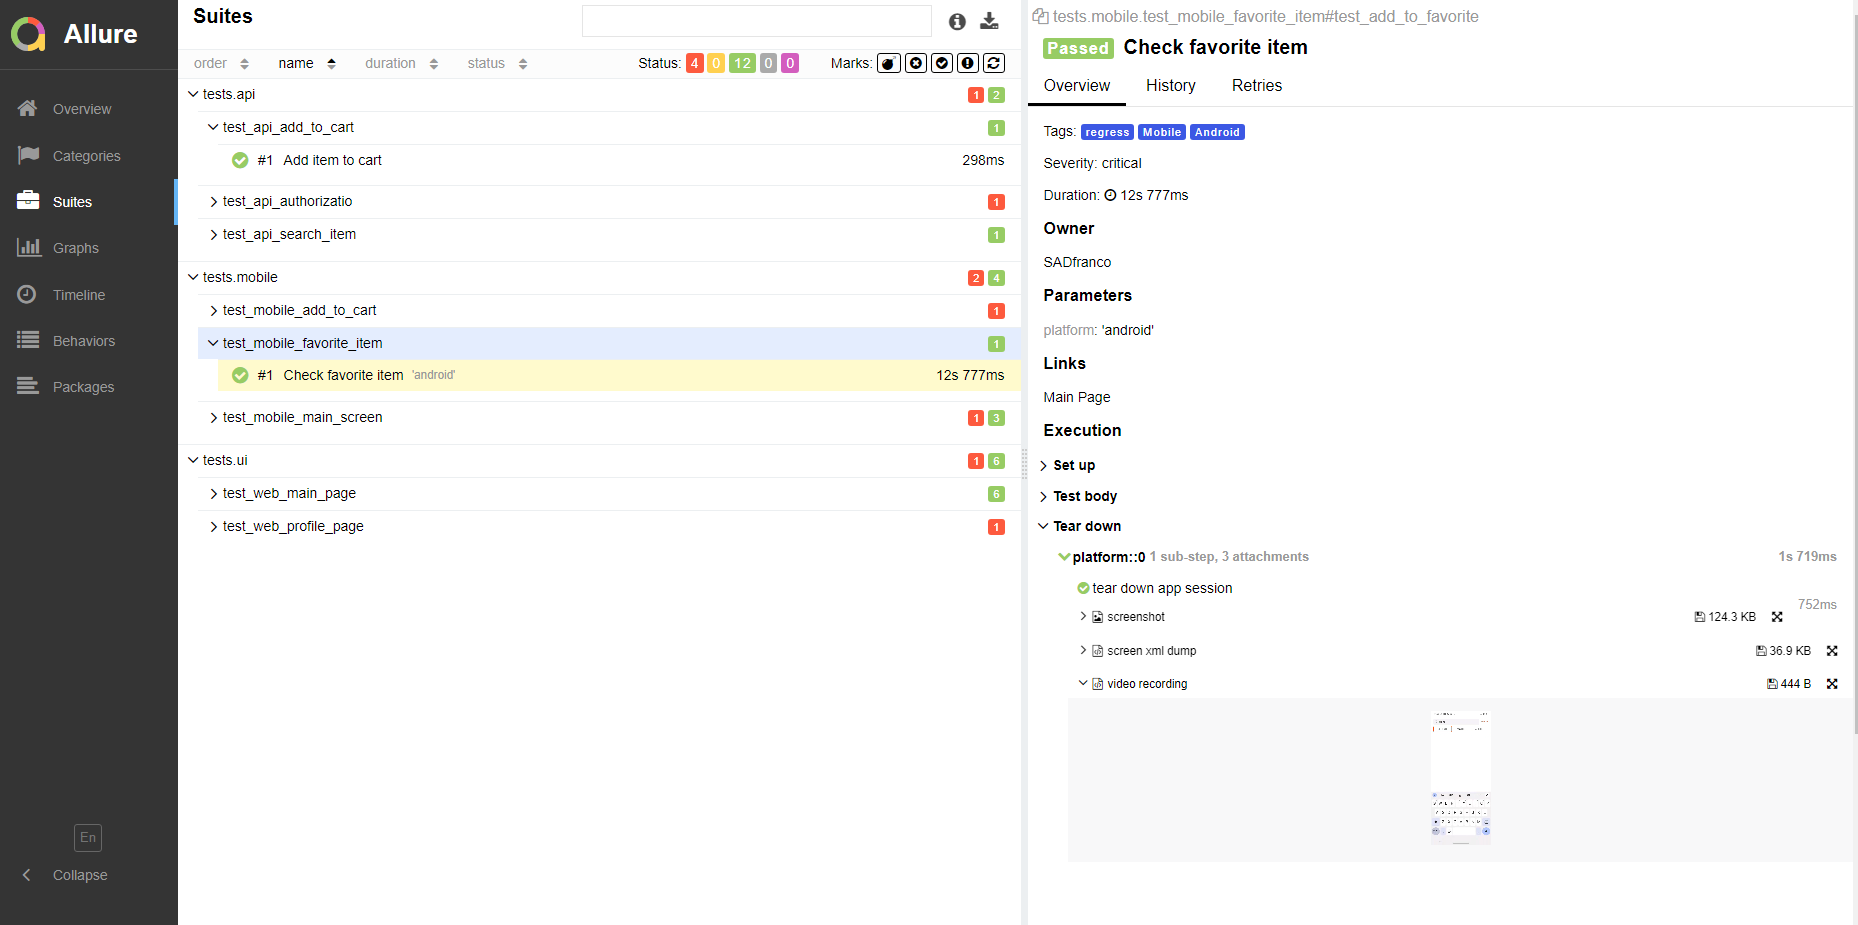 Allure
Overview
Categories
Suites
Graphs
Timeline
Behaviors
Packages
En
Collapse
Suites
order name duration status Status: 4 0 12 0 0 Marks:
tests.api 1 2
test_api_add_to_cart 1
#1 Add item to cart 298ms
test_api_authorizatio 1
test_api_search_item 1
tests.mobile 2 4
test_mobile_add_to_cart 1
test_mobile_favorite_item 1
#1 Check favorite item 'android' 12s 777ms
test_mobile_main_screen 1 3
tests.ui 1 6
test_web_main_page 6
test_web_profile_page 1
tests.mobile.test_mobile_favorite_item#test_add_to_favorite
Passed Check favorite item
Overview History Retries
Tags: regress Mobile Android
Severity: critical
Duration: 12s 777ms
Owner
SADfranco
Parameters
platform: 'android'
Links
Main Page
Execution
Set up
Test body
Tear down
platform::0 1 sub-step, 3 attachments 1s 719ms
tear down app session
752ms
screenshot 124.3 KB
screen xml dump 36.9 KB
video recording 444 B